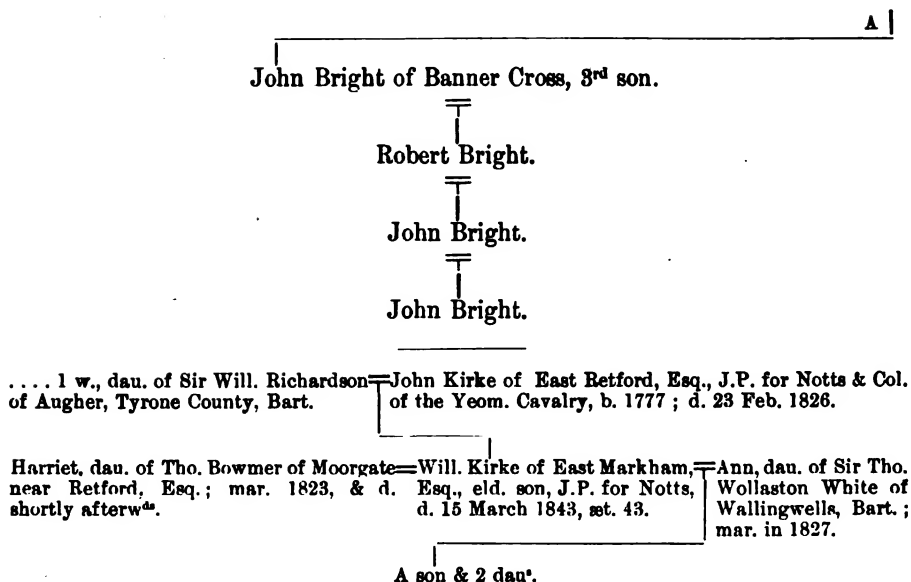 A
John Bright of Banner Cross, 3rd son.
Robert Bright.
John Bright.
John Bright.
.... 1 w., dau. of Sir Will. Richardson
of Augher, Tyrone County, Bart.
John Kirke of East Retford, Esq., J.P. for Notts & Col.
of the Yeom. Cavalry, b. 1777 ; d. 23 Feb. 1826.
Harriet, dau. of Tho. Bowmer of Moorgate
near Retford, Esq. ; mar. 1823, & d.
shortly afterwds.
Will. Kirke of East Markham,
Esq., eld. son, J.P. for Notts,
d. 15 March 1843, æt. 43.
Ann, dau. of Sir Tho.
Wollaston White of
Wallingwells, Bart. ;
mar. in 1827.
A son & 2 daus.